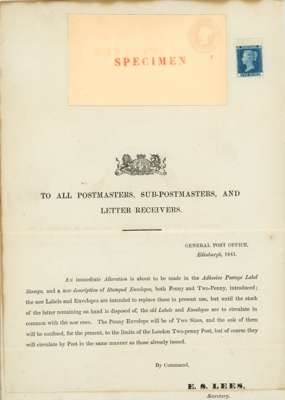 SPECIMEN
TO ALL POSTMASTERS, SUB-POSTMASTERS, AND
LETTER RECEIVERS.
GENERAL POST OFFICE,
Edinburgh, 1841.
An immediate Alteration is about to be made in the Adhesive Postage Label
Stamps, and a new description of Stamped Envelopes, both Penny and Two-Penny, introduced;
the new Labels and Envelopes are intended to replace those in present use, but until the stock
of the latter remaining on hand is disposed of, the old Labels and Envelopes are to circulate in
common with the new ones. The Penny Envelope will be of Two Sizes, and the sale of them
will be confined, for the present, to the limits of the London Two-penny Post, but of course they
will circulate by Post in the same manner as those already issued.
By Command,
E. S. LEES,
Secretary.